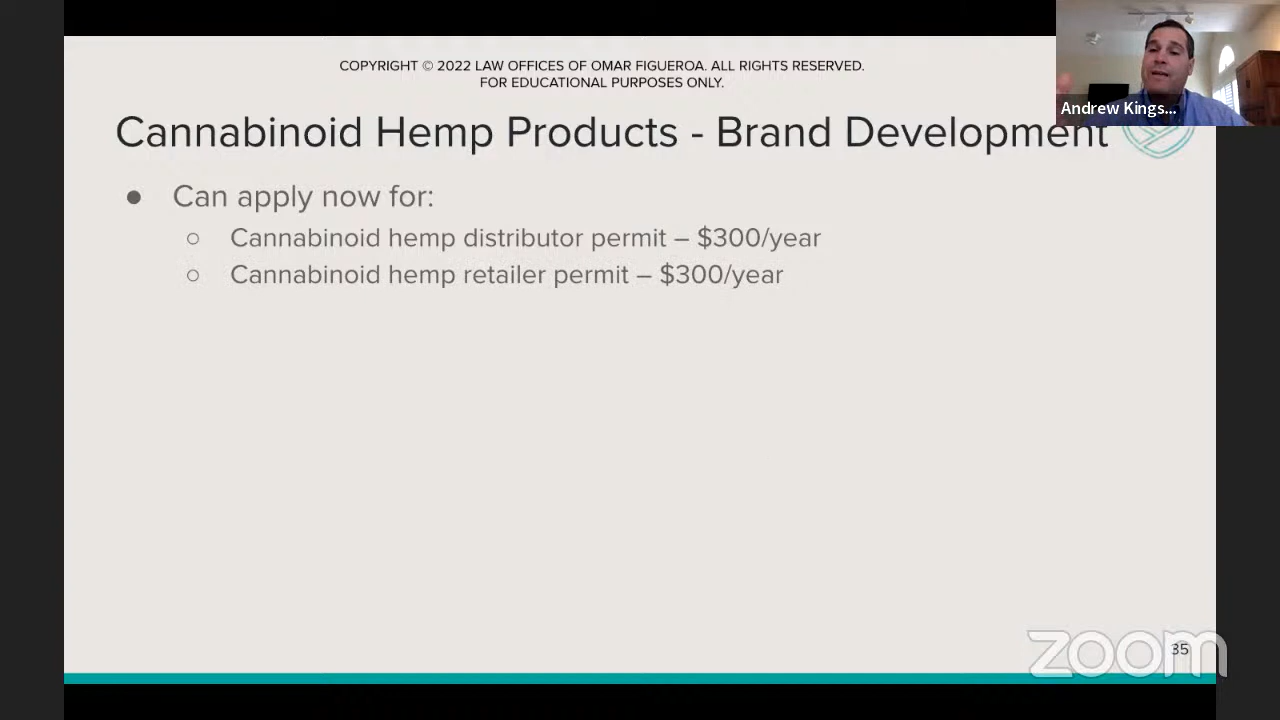 COPYRIGHT © 2022 LAW OFFICES OF OMAR FIGUEROA. ALL RIGHTS RESERVED.
FOR EDUCATIONAL PURPOSES ONLY.
Andrew Kings...
Cannabinoid Hemp Products - Brand Development
● Can apply now for:
○ Cannabinoid hemp distributor permit – $300/year
○ Cannabinoid hemp retailer permit – $300/year
zoom
35